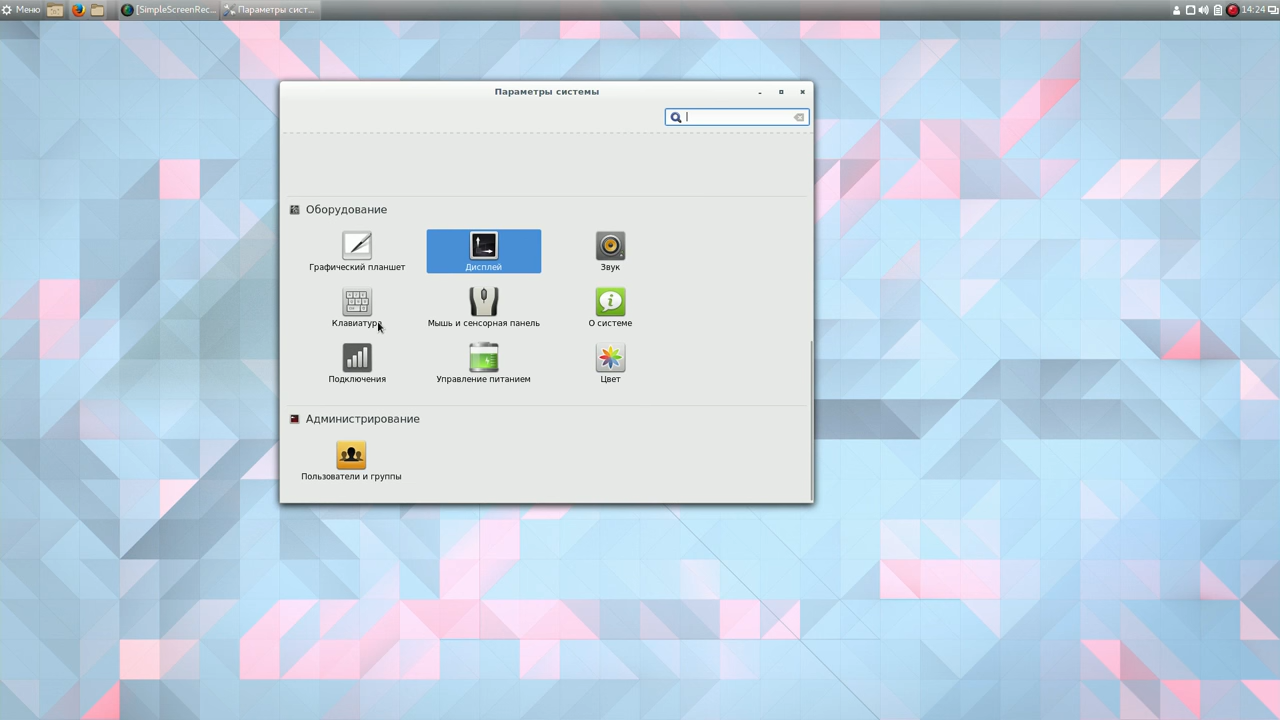 Меню
[SimpleScreenRec...
Параметры сист...
14:24
Параметры системы
Оборудование
Графический планшет
Дисплей
Звук
Клавиатура
Мышь и сенсорная панель
О системе
Подключения
Управление питанием
Цвет
Администрирование
Пользователи и группы